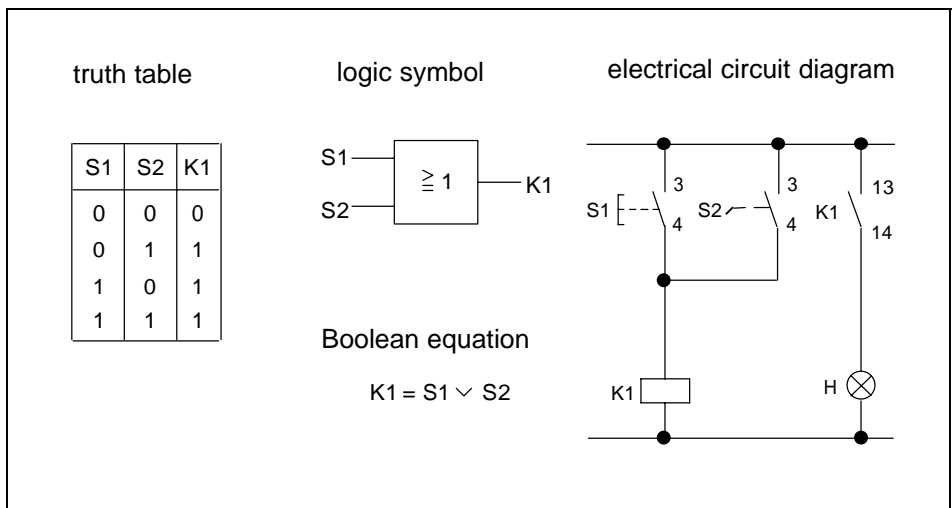 truth table
S1 S2 K1
0 0 0
0 1 1
1 0 1
1 1 1
logic symbol
S1
S2
≧ 1
K1
Boolean equation
K1 = S1 ∨ S2
electrical circuit diagram
3 3 13
S1 S2 K1
4 4 14
K1 H